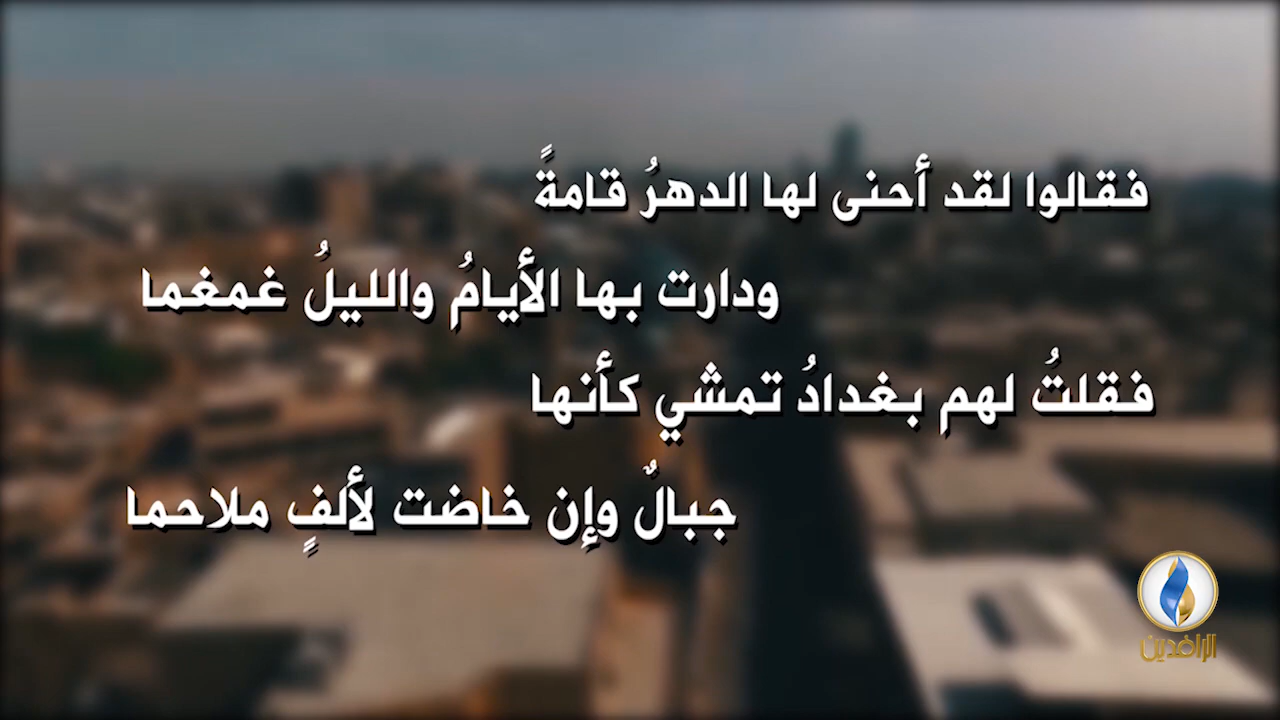 فقالوا لقد أحنى لها الدهرُ قامةً
ودارت بها الأيامُ والليلُ غمغما
فقلتُ لهم بغدادُ تمشي كأنها
جبالٌ وإن خاضت لألفٍ ملاحما
الرافدين